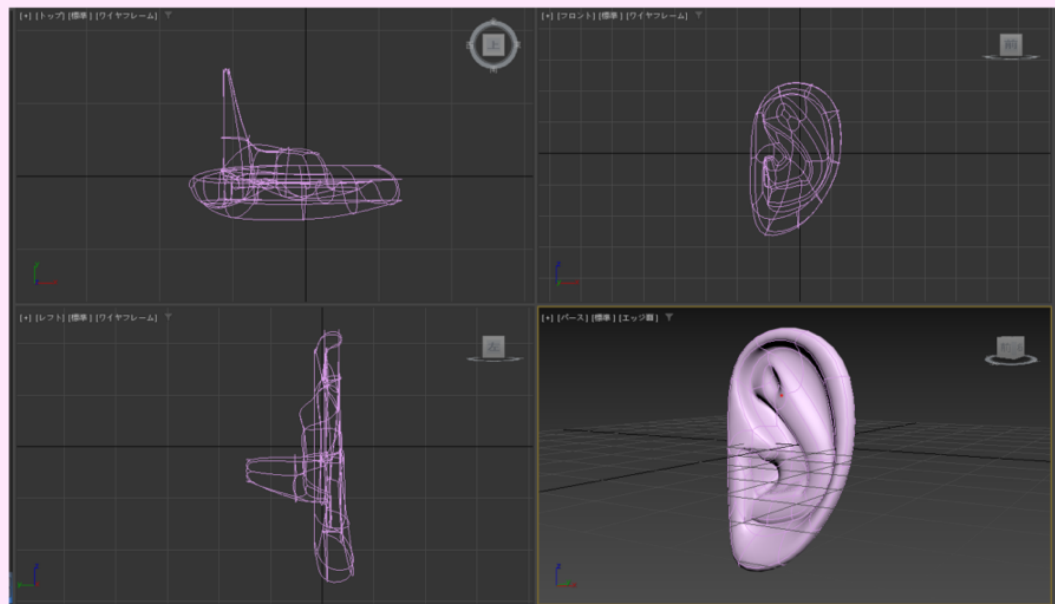 [+] [トップ] [標準] [ワイヤフレーム]
上
[+] [フロント] [標準] [ワイヤフレーム]
前
[+] [レフト] [標準] [ワイヤフレーム]
左
[+] [パース] [標準] [エッジ面]